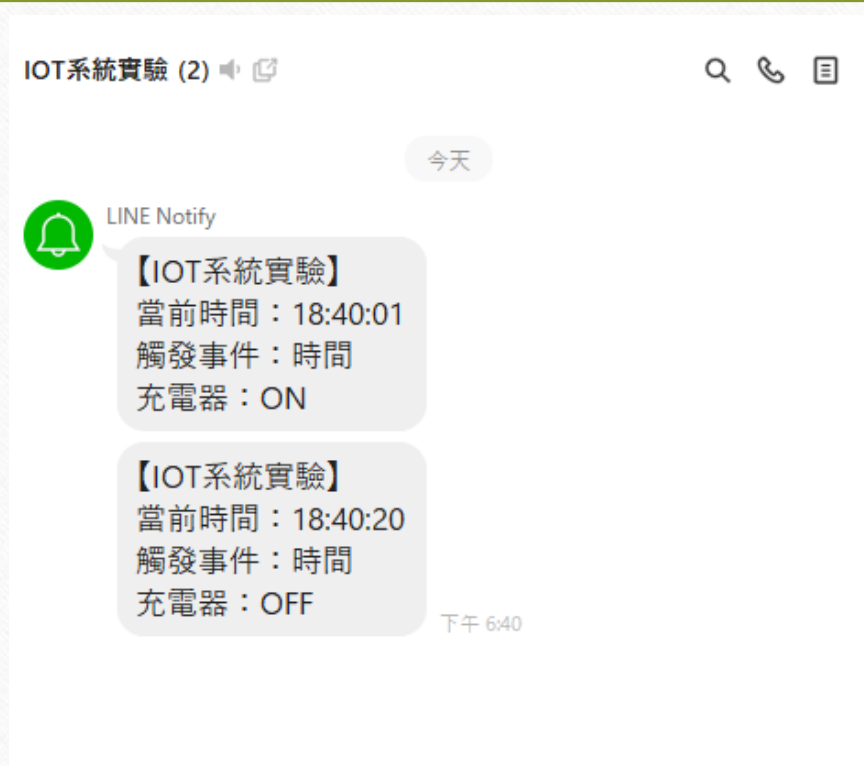 IOT系統實驗 (2)
今天
LINE Notify
【IOT系統實驗】
當前時間：18:40:01
觸發事件：時間
充電器：ON
【IOT系統實驗】
當前時間：18:40:20
觸發事件：時間
充電器：OFF
下午 6:40